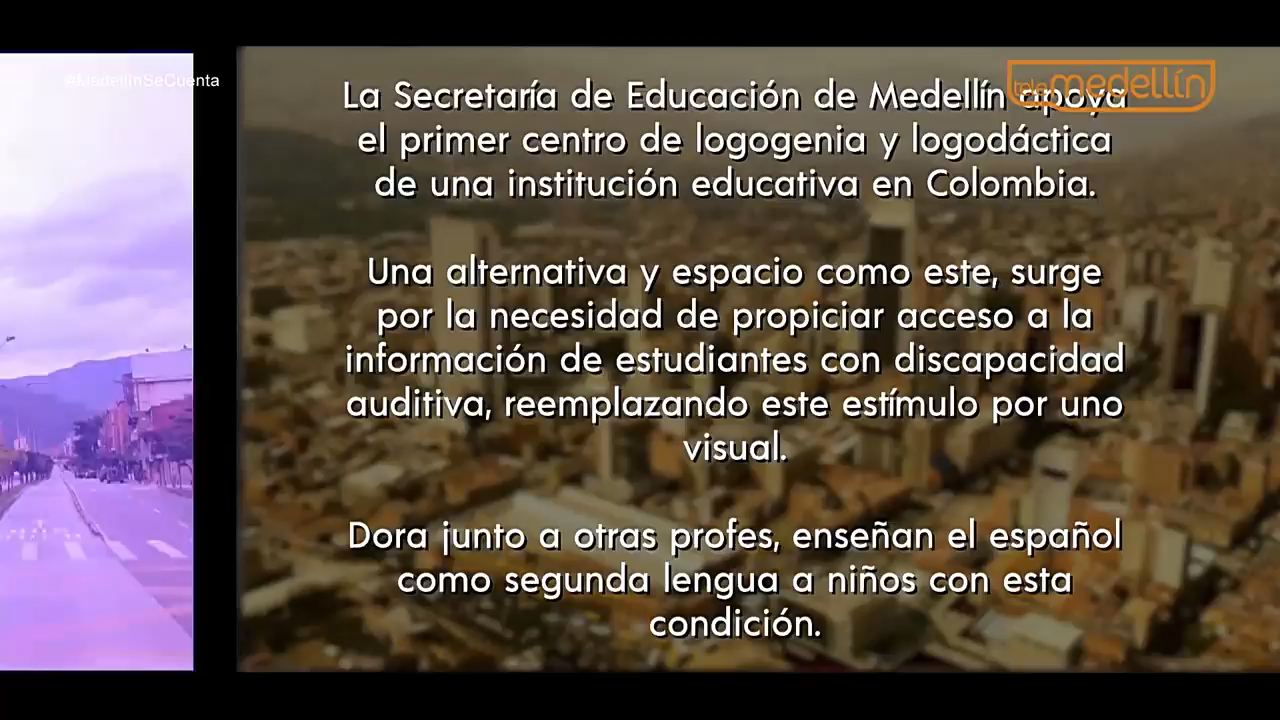 #MedellínSeCuenta
telemedellín
La Secretaría de Educación de Medellín apoya
el primer centro de logogenia y logodáctica
de una institución educativa en Colombia.
Una alternativa y espacio como este, surge
por la necesidad de propiciar acceso a la
información de estudiantes con discapacidad
auditiva, reemplazando este estímulo por uno
visual.
Dora junto a otras profes, enseñan el español
como segunda lengua a niños con esta
condición.